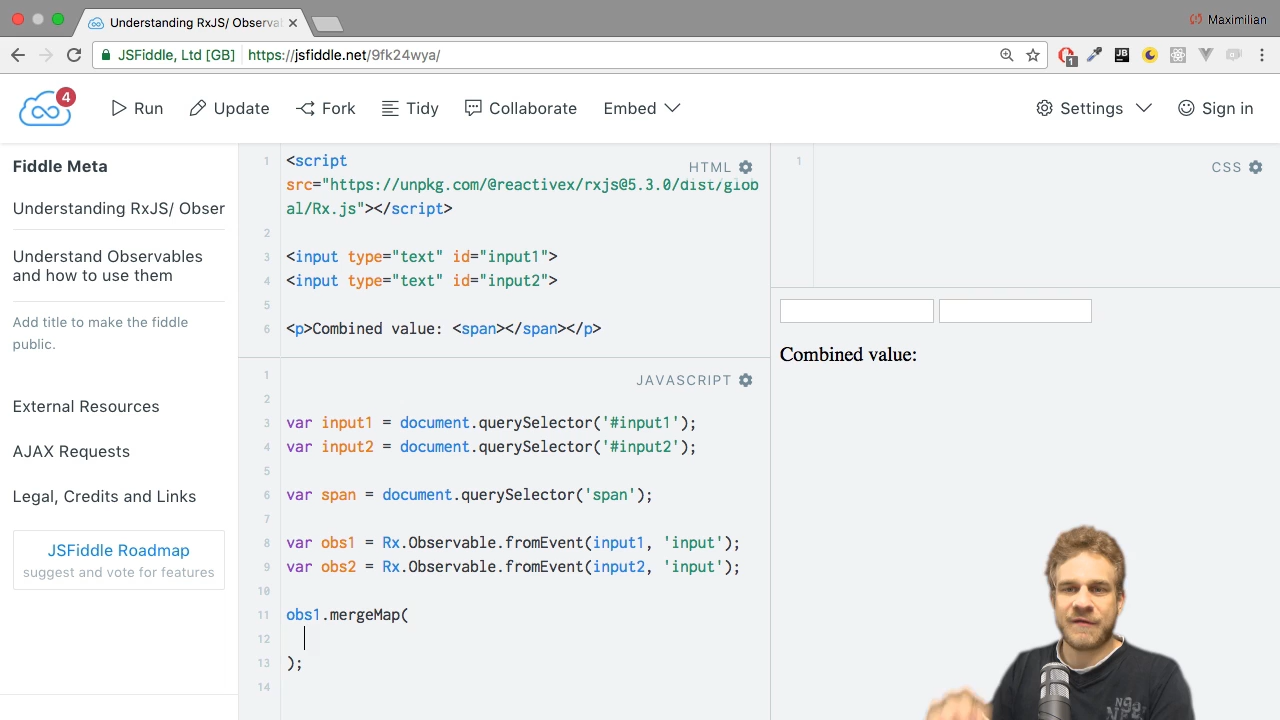 Understanding RxJS/ Observa
Maximilian
JSFiddle, Ltd [GB] https://jsfiddle.net/9fk24wya/
1
JB
4
Run
Update
Fork
Tidy
Collaborate
Embed
Settings
Sign in
Fiddle Meta
Understanding RxJS/ Obser
Understand Observables
and how to use them
Add title to make the fiddle
public.
External Resources
AJAX Requests
Legal, Credits and Links
JSFiddle Roadmap
suggest and vote for features
HTML
1 <script
src="https://unpkg.com/@reactivex/rxjs@5.3.0/dist/glob
al/Rx.js"></script>
2
3 <input type="text" id="input1">
4 <input type="text" id="input2">
5
6 <p>Combined value: <span></span></p>
JAVASCRIPT
1
2
3 var input1 = document.querySelector('#input1');
4 var input2 = document.querySelector('#input2');
5
6 var span = document.querySelector('span');
7
8 var obs1 = Rx.Observable.fromEvent(input1, 'input');
9 var obs2 = Rx.Observable.fromEvent(input2, 'input');
10
11 obs1.mergeMap(
12
13 );
14
1
CSS
Combined value: